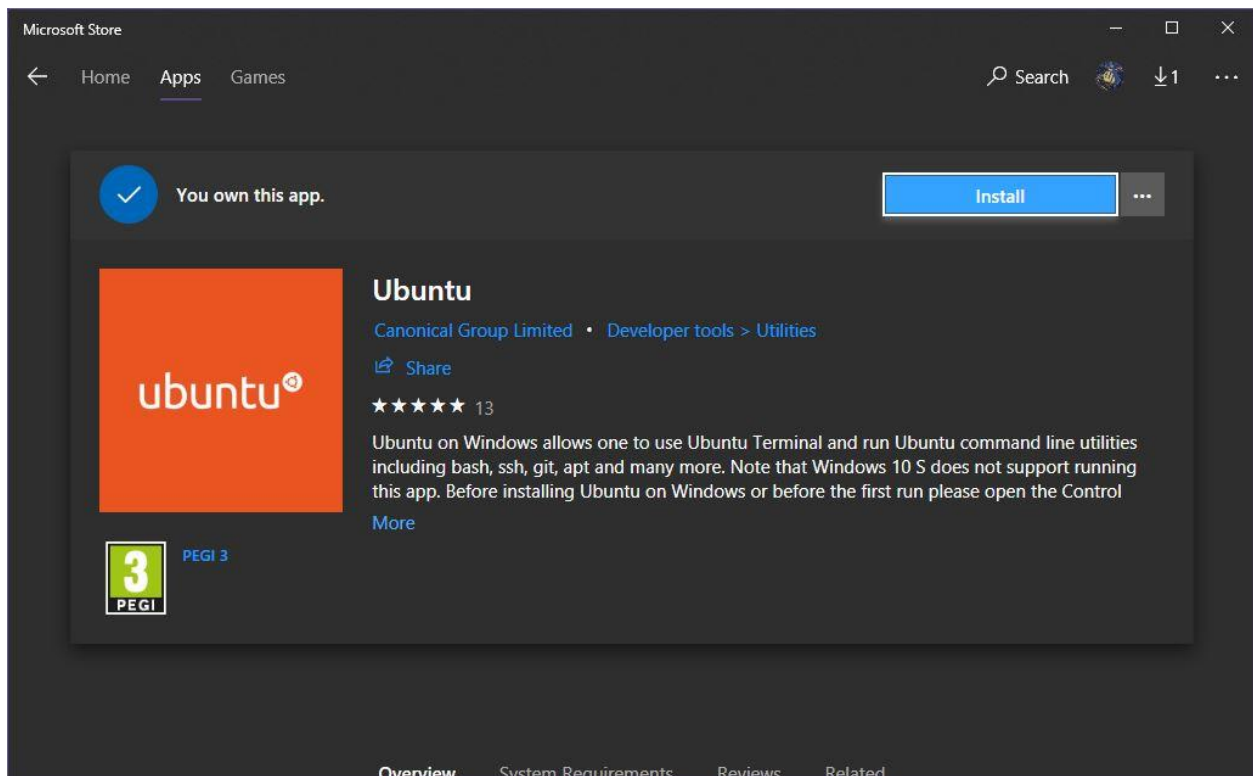 Microsoft Store
Home Apps Games Search 1
You own this app. Install
Ubuntu
Canonical Group Limited • Developer tools > Utilities
Share
ubuntu
★★★★★ 13
Ubuntu on Windows allows one to use Ubuntu Terminal and run Ubuntu command line utilities
including bash, ssh, git, apt and many more. Note that Windows 10 S does not support running
this app. Before installing Ubuntu on Windows or before the first run please open the Control
More
3
PEGI
PEGI 3
Overview System Requirements Reviews Related